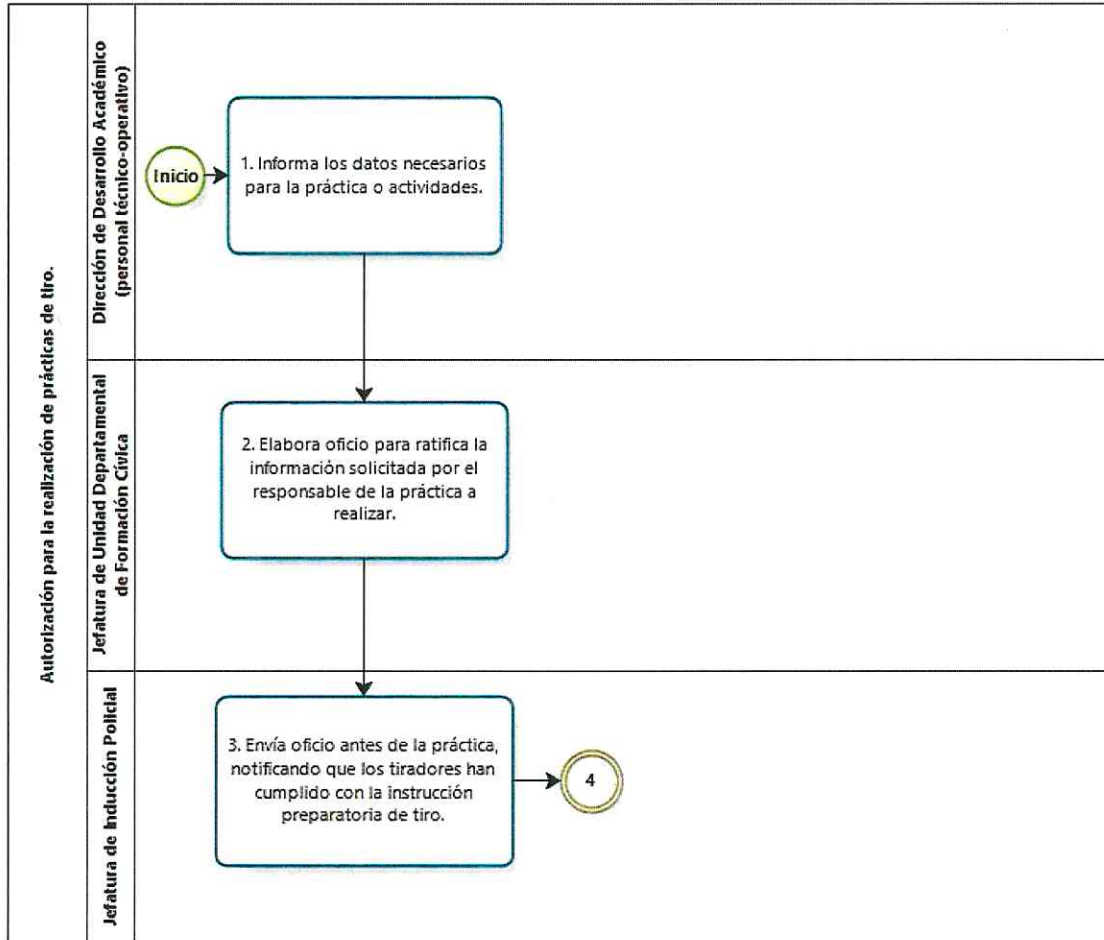 Autorización para la realización de prácticas de tiro.
Dirección de Desarrollo Académico
(personal técnico-operativo)
Inicio
1. Informa los datos necesarios
para la práctica o actividades.
Jefatura de Unidad Departamental
de Formación Cívica
2. Elabora oficio para ratifica la
información solicitada por el
responsable de la práctica a
realizar.
Jefatura de Inducción Policial
3. Envía oficio antes de la práctica,
notificando que los tiradores han
cumplido con la instrucción
preparatoria de tiro.
4